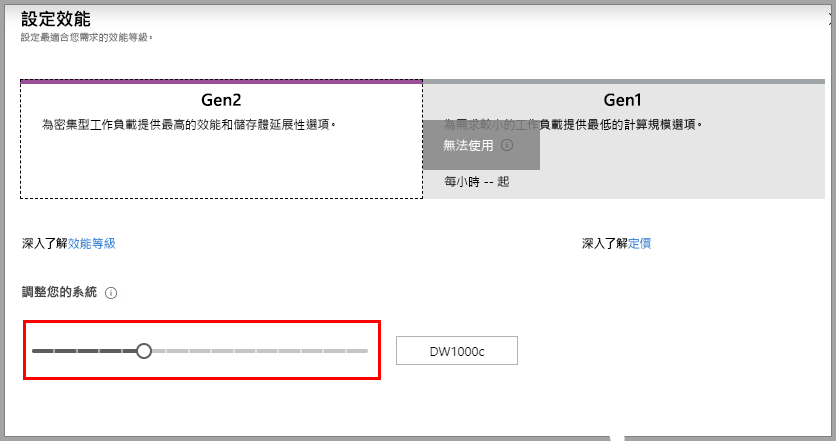 設定效能
設定最適合您需求的效能等級。
Gen2
為密集型工作負載提供最高的效能和儲存體延展性選項。
Gen1
為需求較小的工作負載提供最低的計算規模選項。
無法使用
每小時 -- 起
深入了解效能等級
深入了解定價
調整您的系統
DW1000c